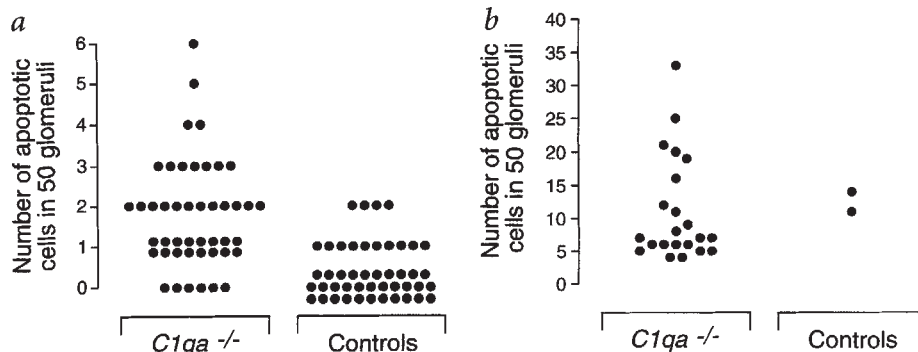 a
Number of apoptotic
cells in 50 glomeruli
6
5
4
3
2
1
0
C1qa -/-
Controls
b
Number of apoptotic
cells in 50 glomeruli
40
35
30
25
20
15
10
5
0
C1qa -/-
Controls